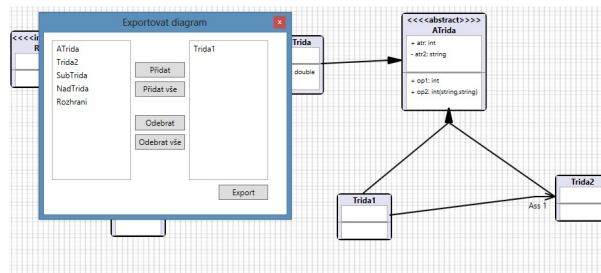 Exportovat diagram
x
ATrida
Trida2
SubTrida
NadTrida
Rozhrani
Přidat
Přidat vše
Odebrat
Odebrat vše
Trida1
Export
<<<<in
R
Trida
double
<<<<abstract>>>>
ATrida
+ atr: int
- atr2: string
+ op1: int
+ op2: int(string,string)
Trida1
Ass 1
Trida2